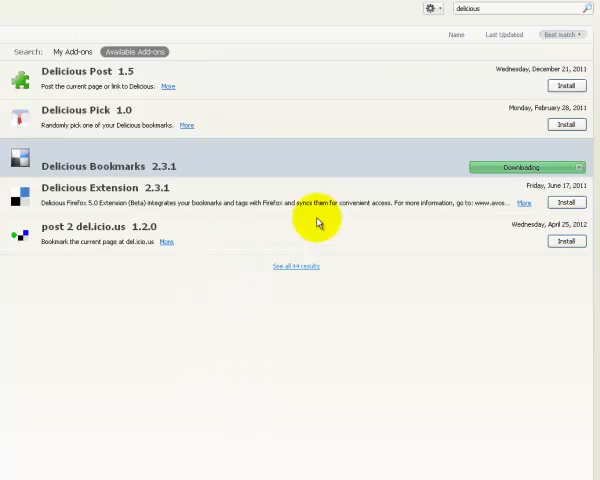 delicious
Name Last Updated Best match
Search: My Add-ons Available Add-ons
Delicious Post 1.5 Wednesday, December 21, 2011
Post the current page or link to Delicious. More Install
Delicious Pick 1.0 Monday, February 28, 2011
Randomly pick one of your Delicious bookmarks. More Install
Delicious Bookmarks 2.3.1 Downloading
Delicious Extension 2.3.1 Friday, June 17, 2011
Delicious Firefox 5.0 Extension (Beta) integrates your bookmarks and tags with Firefox and syncs them for convenient access. For more information, go to: www.avos... More Install
post 2 del.icio.us 1.2.0 Wednesday, April 25, 2012
Bookmark the current page at del.icio.us More Install
See all 44 results